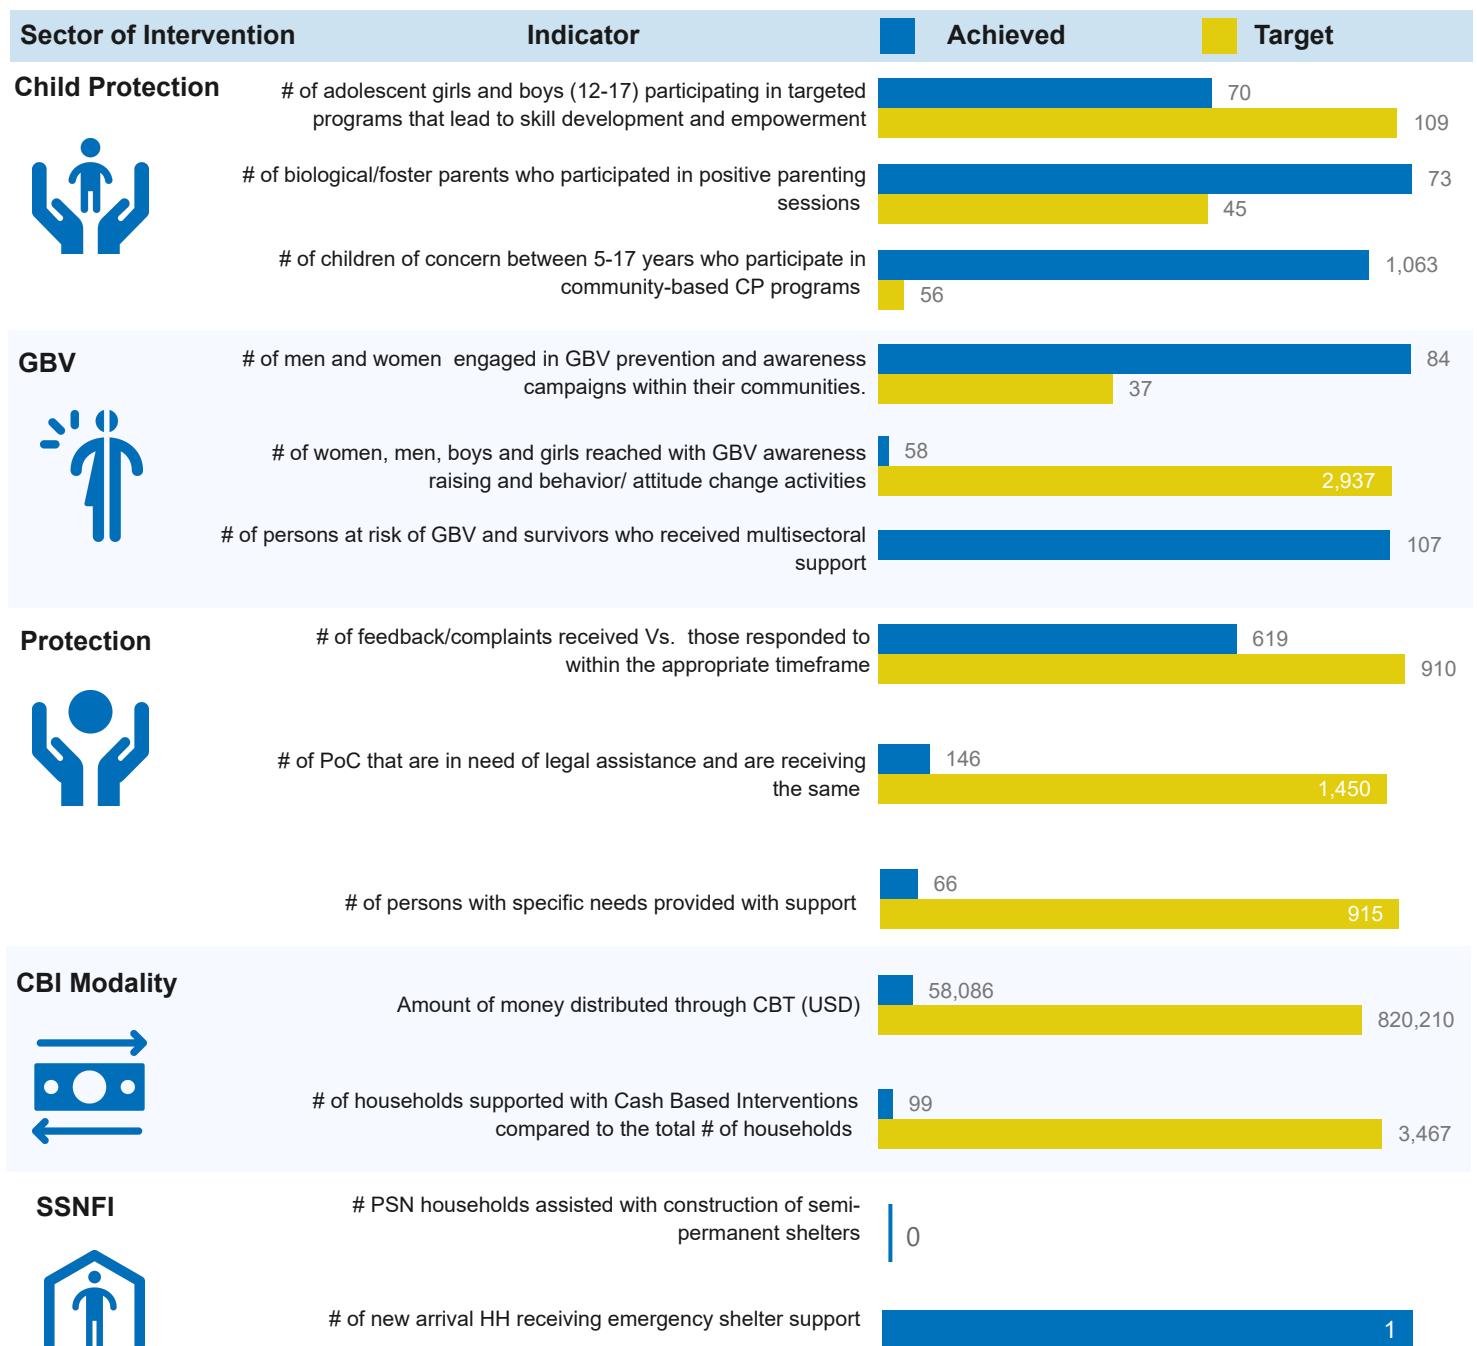 Sector of Intervention Indicator Achieved Target
Child Protection
# of adolescent girls and boys (12-17) participating in targeted
programs that lead to skill development and empowerment
70
109
# of biological/foster parents who participated in positive parenting
sessions
73
45
# of children of concern between 5-17 years who participate in
community-based CP programs
1,063
56
GBV
# of men and women engaged in GBV prevention and awareness
campaigns within their communities.
84
37
# of women, men, boys and girls reached with GBV awareness
raising and behavior/ attitude change activities
58
2,937
# of persons at risk of GBV and survivors who received multisectoral
support
107
Protection
# of feedback/complaints received Vs. those responded to
within the appropriate timeframe
619
910
# of PoC that are in need of legal assistance and are receiving
the same
146
1,450
# of persons with specific needs provided with support
66
915
CBI Modality
Amount of money distributed through CBT (USD)
58,086
820,210
# of households supported with Cash Based Interventions
compared to the total # of households
99
3,467
SSNFI
# PSN households assisted with construction of semi-
permanent shelters
0
# of new arrival HH receiving emergency shelter support
1